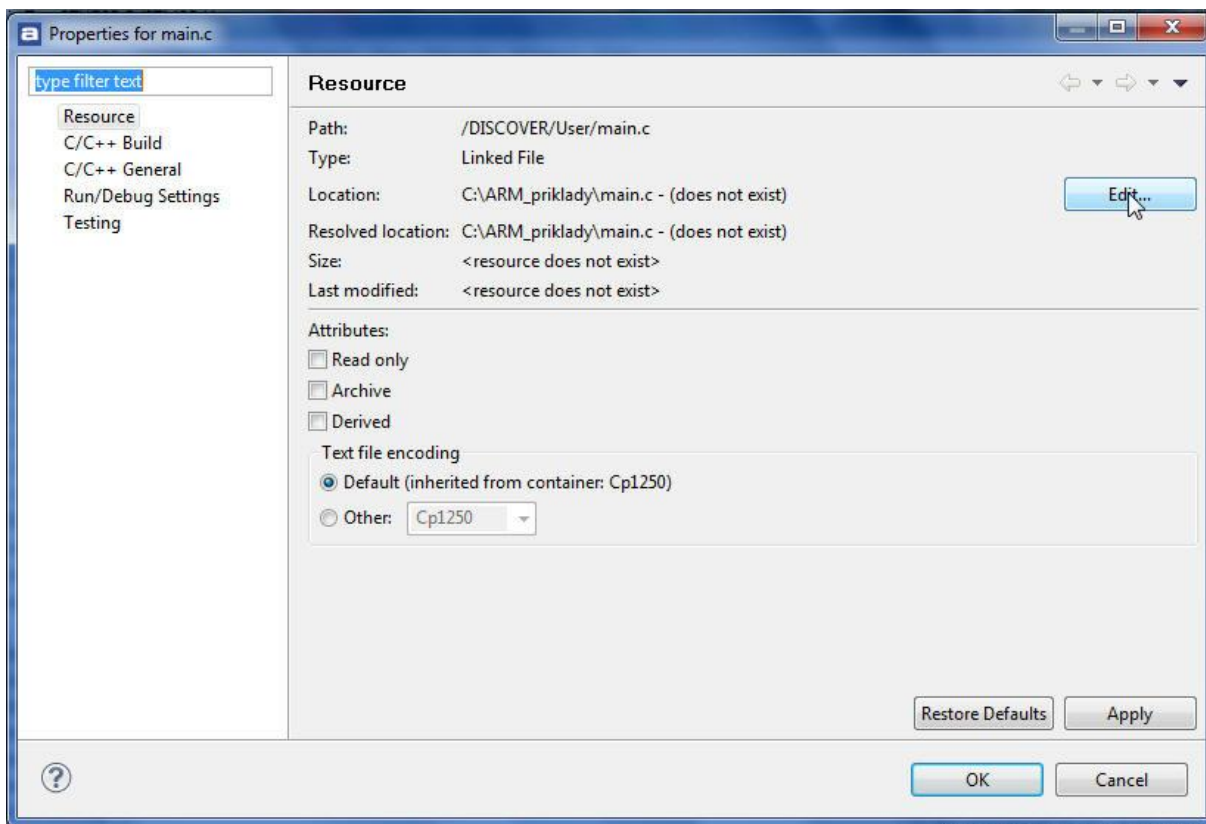 Properties for main.c
type filter text
Resource
C/C++ Build
C/C++ General
Run/Debug Settings
Testing
Resource
Path: /DISCOVER/User/main.c
Type: Linked File
Location: C:\ARM_priklady\main.c - (does not exist)
Edit...
Resolved location: C:\ARM_priklady\main.c - (does not exist)
Size: <resource does not exist>
Last modified: <resource does not exist>
Attributes:
Read only
Archive
Derived
Text file encoding
Default (inherited from container: Cp1250)
Other: Cp1250
Restore Defaults
Apply
OK
Cancel